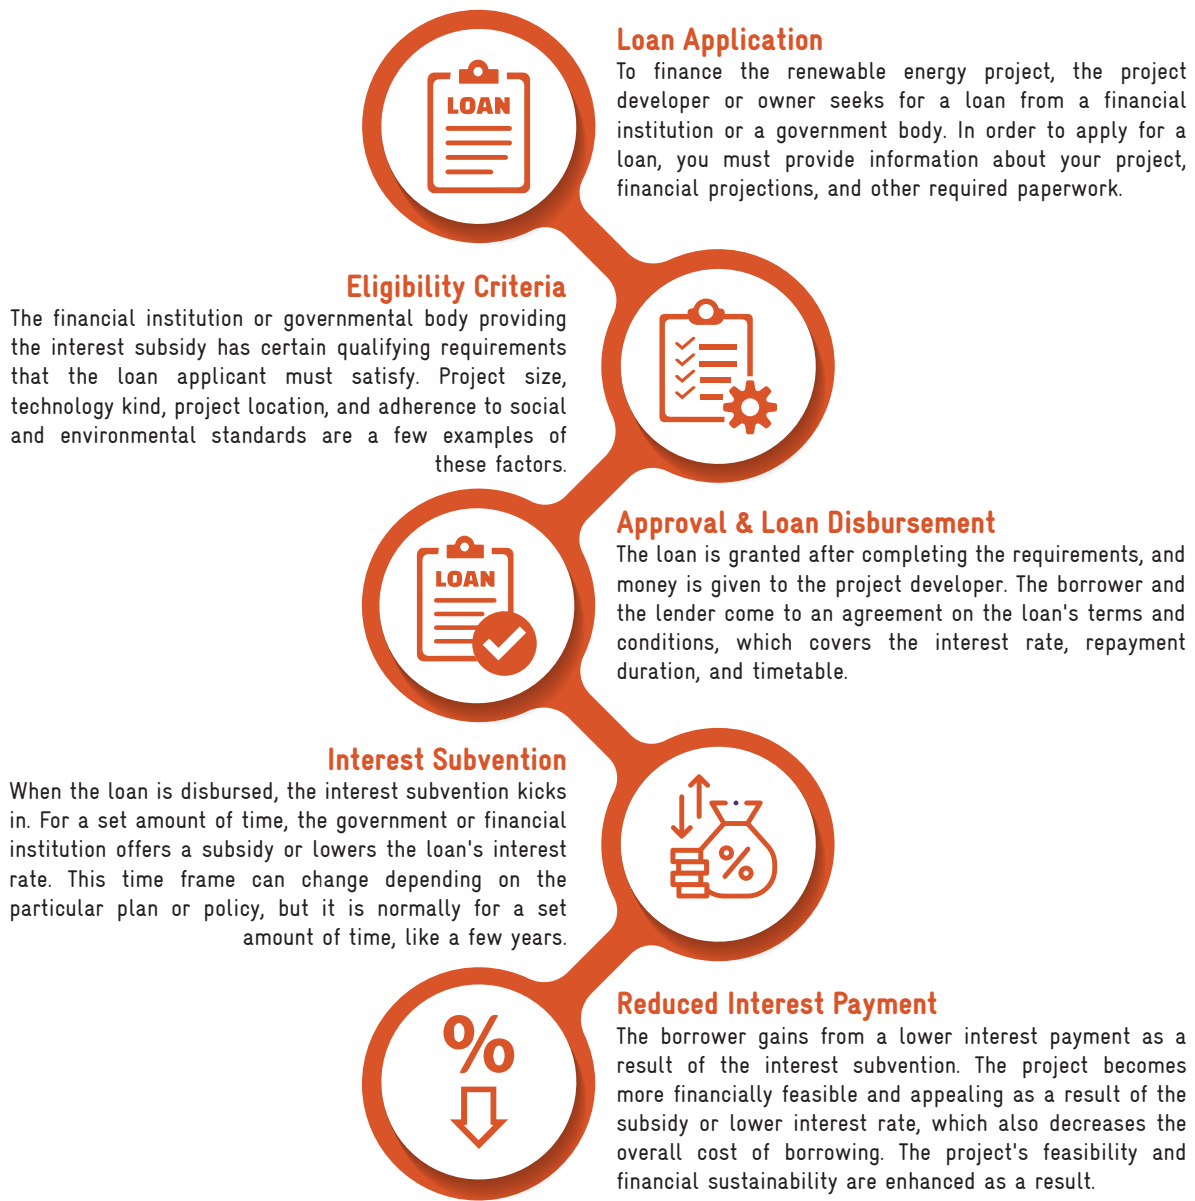 LOAN
Loan Application
To finance the renewable energy project, the project
developer or owner seeks for a loan from a financial
institution or a government body. In order to apply for a
loan, you must provide information about your project,
financial projections, and other required paperwork.
Eligibility Criteria
The financial institution or governmental body providing
the interest subsidy has certain qualifying requirements
that the loan applicant must satisfy. Project size,
technology kind, project location, and adherence to social
and environmental standards are a few examples of
these factors.
LOAN
Approval & Loan Disbursement
The loan is granted after completing the requirements, and
money is given to the project developer. The borrower and
the lender come to an agreement on the loan's terms and
conditions, which covers the interest rate, repayment
duration, and timetable.
Interest Subvention
When the loan is disbursed, the interest subvention kicks
in. For a set amount of time, the government or financial
institution offers a subsidy or lowers the loan's interest
rate. This time frame can change depending on the
particular plan or policy, but it is normally for a set
amount of time, like a few years.
%
%
Reduced Interest Payment
The borrower gains from a lower interest payment as a
result of the interest subvention. The project becomes
more financially feasible and appealing as a result of the
subsidy or lower interest rate, which also decreases the
overall cost of borrowing. The project's feasibility and
financial sustainability are enhanced as a result.